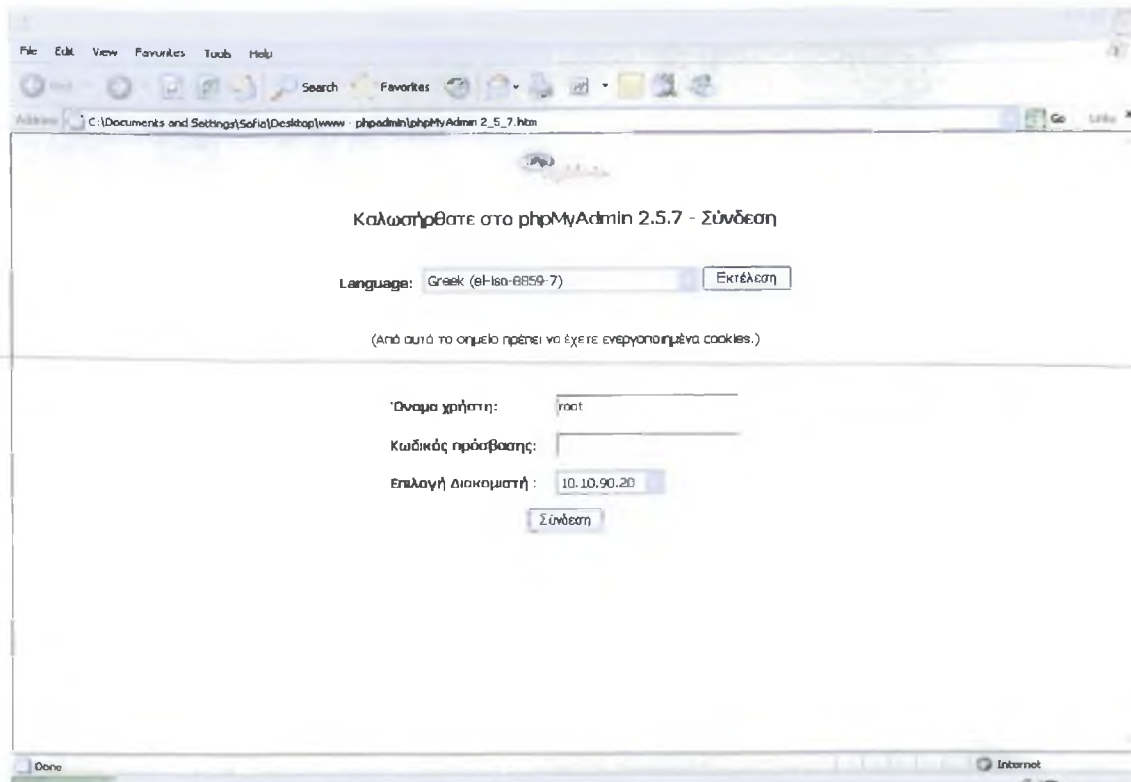 File Edit View Favorites Tools Help
Search Favorites
Address C:\Documents and Settings\Sofia\Desktop\www - phpadmin\phpMyAdmin 2_5_7.htm Go Links
Καλωσήρθατε στο phpMyAdmin 2.5.7 - Σύνδεση
Language: Greek (el-iso-8859-7) Εκτέλεση
(Από αυτό το σημείο πρέπει να έχετε ενεργοποιημένα cookies.)
Όνομα χρήστη: root
Κωδικός πρόσβασης:
Επιλογή Διακομιστή : 10.10.90.20
Σύνδεση
Done Internet